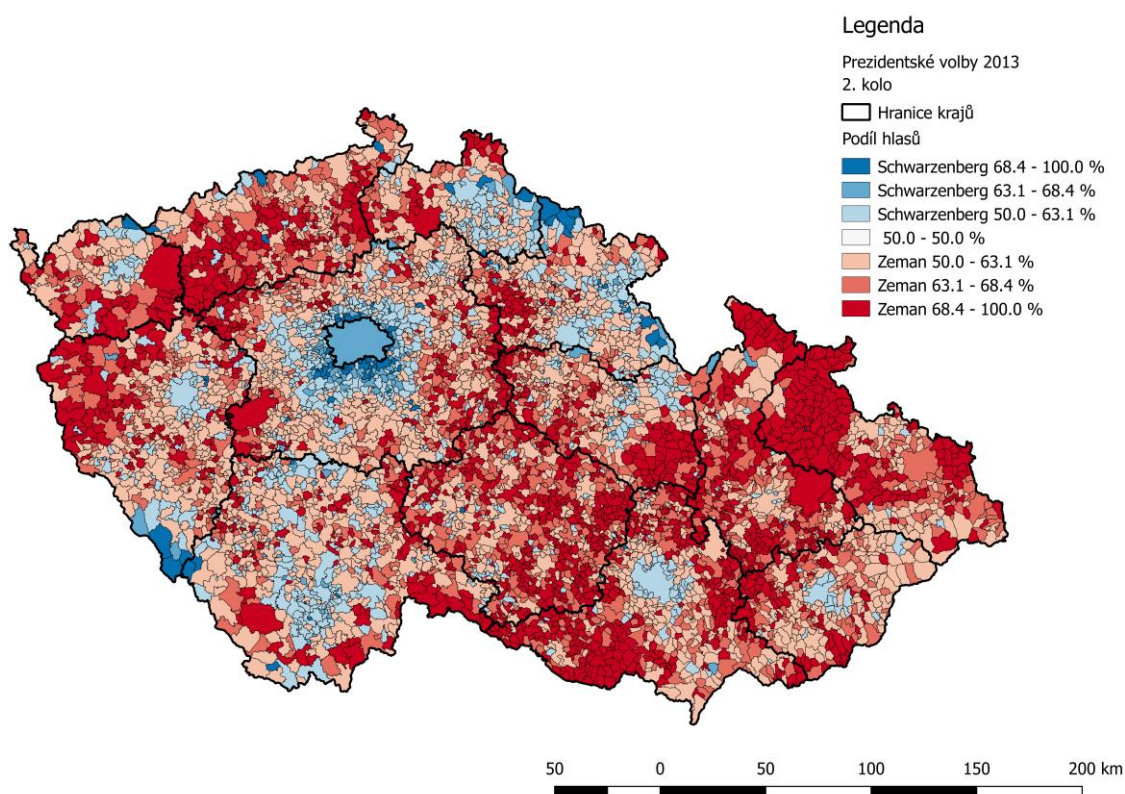 Legenda
Prezidentské volby 2013
2. kolo
Hranice krajů
Podíl hlasů
Schwarzenberg 68.4 - 100.0 %
Schwarzenberg 63.1 - 68.4 %
Schwarzenberg 50.0 - 63.1 %
50.0 - 50.0 %
Zeman 50.0 - 63.1 %
Zeman 63.1 - 68.4 %
Zeman 68.4 - 100.0 %
50 0 50 100 150 200 km